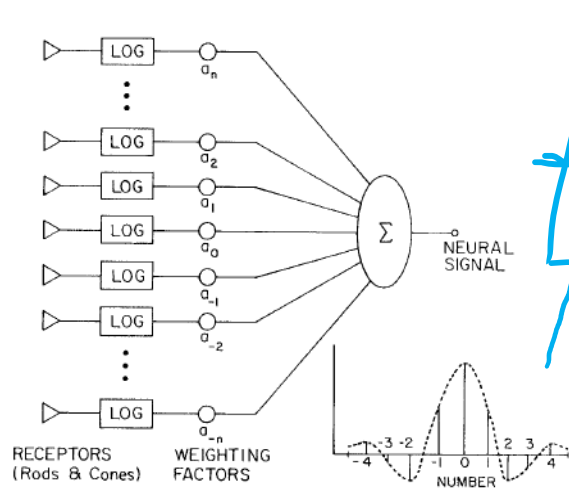 LOG
a_n
LOG
a_2
LOG
a_1
LOG
a_0
LOG
a_-1
LOG
a_-2
LOG
a_-n
Σ
NEURAL
SIGNAL
RECEPTORS
(Rods & Cones)
WEIGHTING
FACTORS
-4 -3 -2 -1 0 1 2 3 4
NUMBER